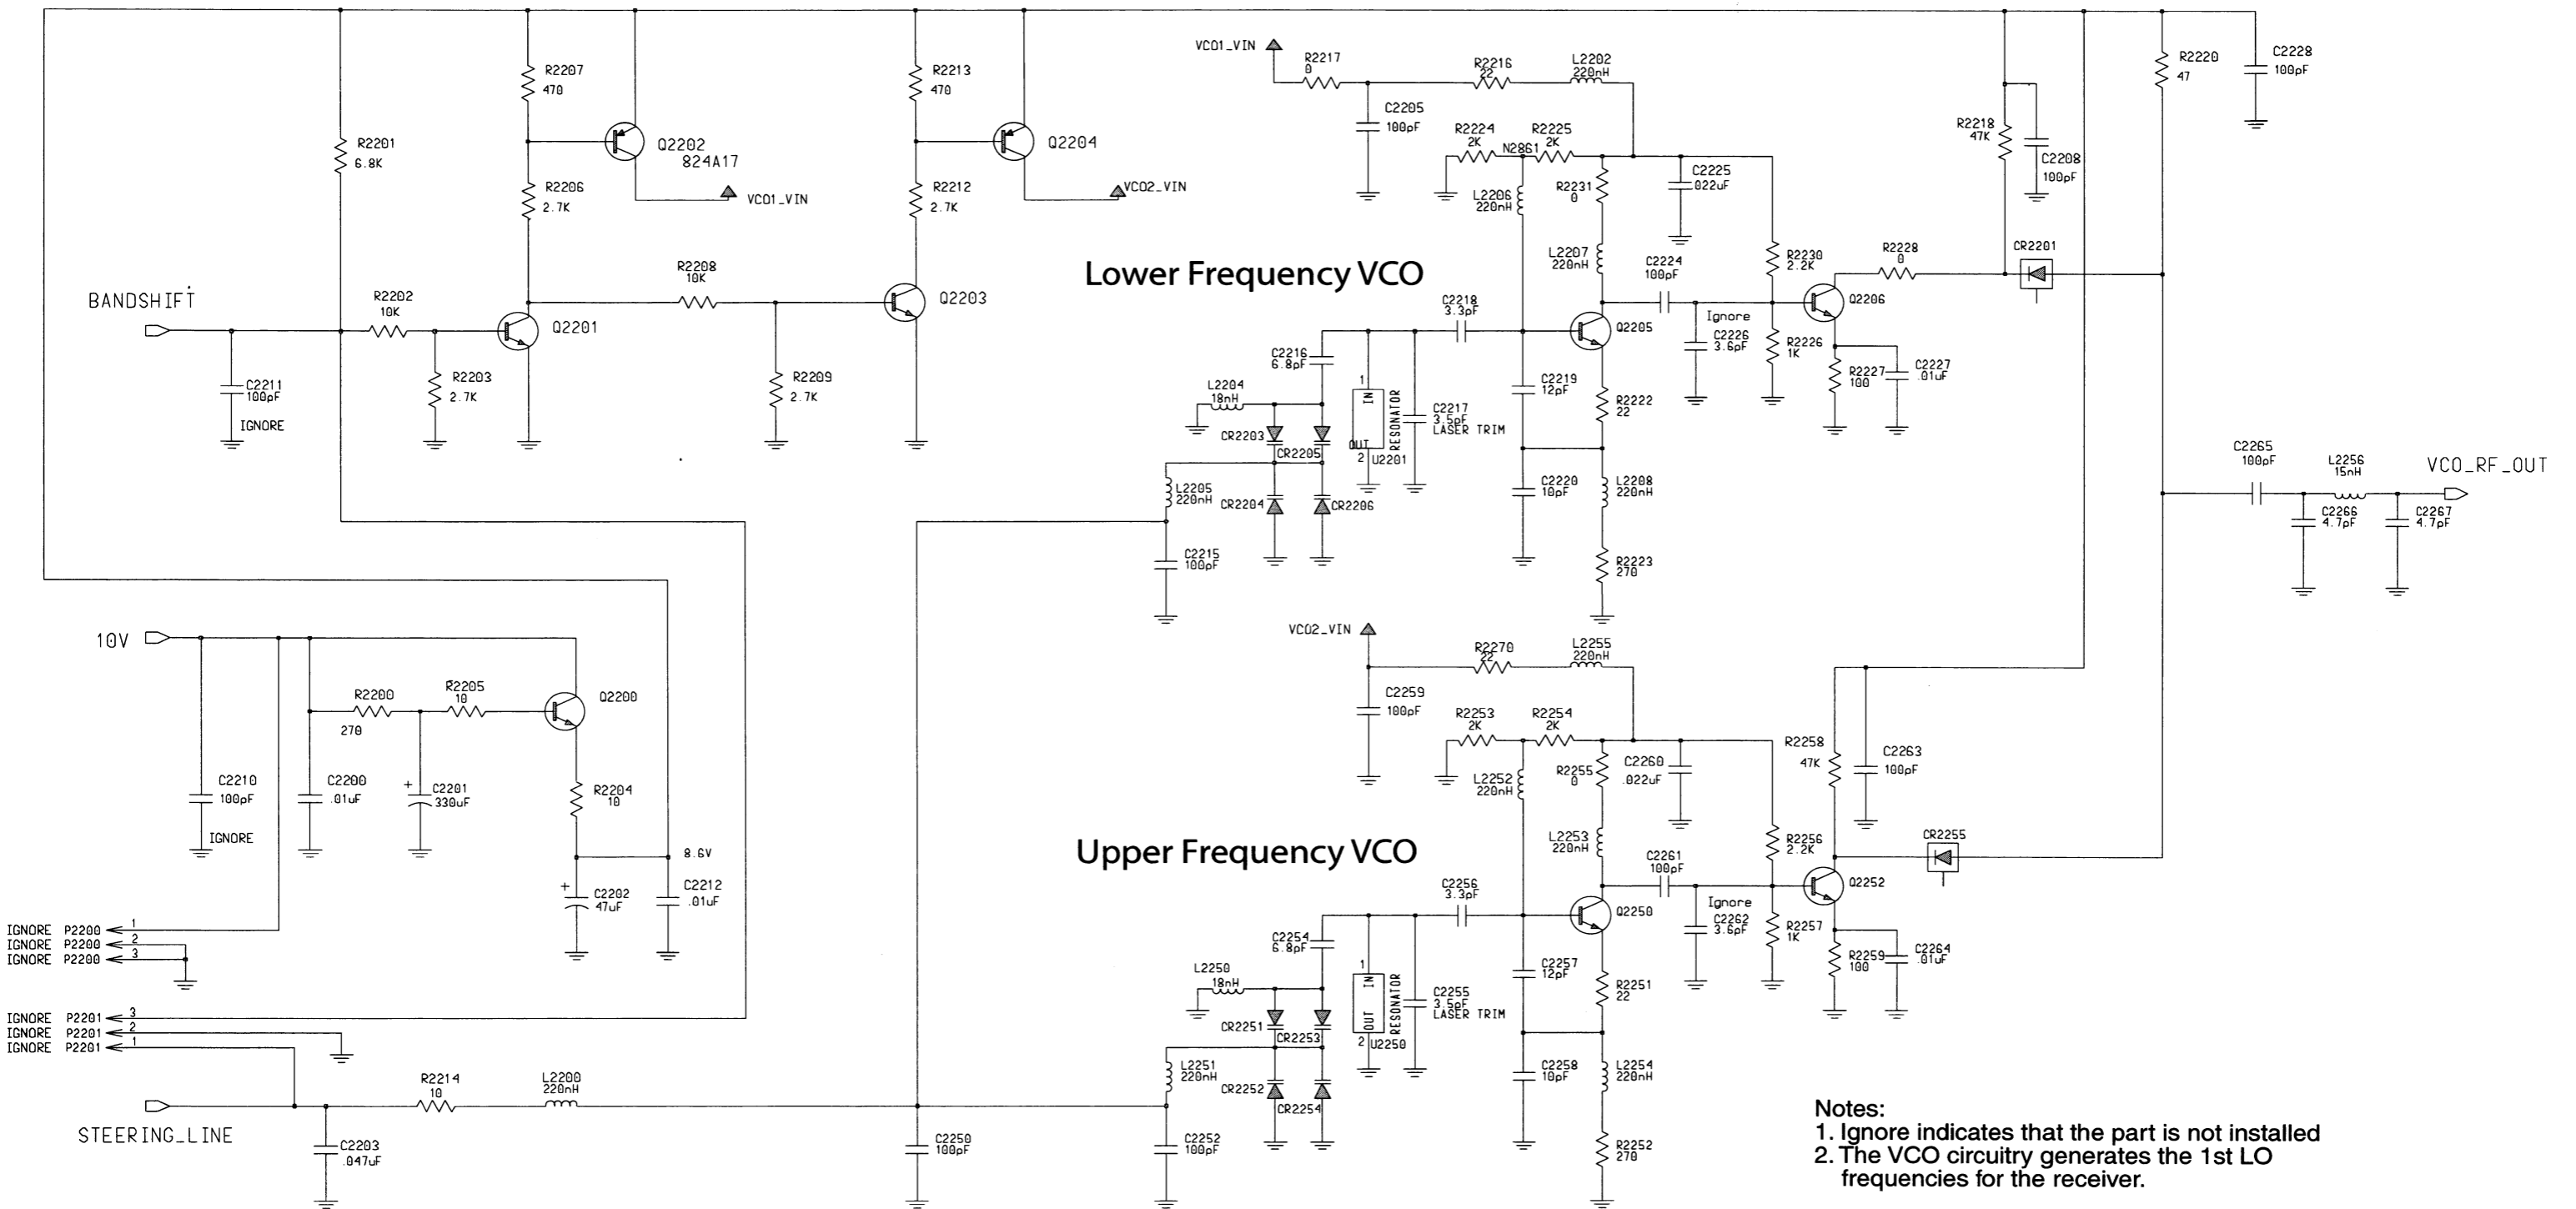 VCO1_VIN
R2217
0
R2216
22
L2202
220nH
C2205
100pF
R2207
470
R2213
470
R2220
47
C2228
100pF
R2201
6.8K
Q2202
824A17
Q2204
R2206
2.7K
VCO1_VIN
R2212
2.7K
VCO2_VIN
R2224
2K
N2861
R2225
2K
L2206
220nH
R2231
0
C2225
.022uF
R2218
47K
C2208
100pF
L2207
220nH
C2224
100pF
R2230
2.2K
R2228
0
CR2201
Lower Frequency VCO
BANDSHIFT
R2202
10K
Q2201
R2208
10K
Q2203
C2218
3.3pF
Q2205
Ignore
C2226
3.6pF
Q2206
R2226
1K
R2227
100
C2227
.01uF
C2211
100pF
IGNORE
R2203
2.7K
R2209
2.7K
C2216
6.8pF
L2204
18nH
CR2203
CR2205
1
IN
OUT
2
RESONATOR
U2201
C2217
3.5pF
LASER TRIM
C2219
12pF
R2222
22
L2205
220nH
CR2204
CR2206
C2220
10pF
L2208
220nH
C2215
100pF
R2223
270
C2265
100pF
L2256
15nH
VCO_RF_OUT
C2266
4.7pF
C2267
4.7pF
10V
VCO2_VIN
R2270
22
L2255
220nH
C2259
100pF
R2200
270
R2205
10
Q2200
C2210
100pF
IGNORE
C2200
.01uF
+
C2201
330uF
R2204
10
8.6V
+
C2202
47uF
C2212
.01uF
R2253
2K
R2254
2K
L2252
220nH
R2255
0
C2260
.022uF
R2258
47K
C2263
100pF
L2253
220nH
C2261
100pF
R2256
2.2K
CR2255
Upper Frequency VCO
C2256
3.3pF
Q2250
Ignore
C2262
3.6pF
Q2252
R2257
1K
R2259
100
C2264
.01uF
IGNORE P2200 1
IGNORE P2200 2
IGNORE P2200 3
C2254
6.8pF
L2250
18nH
CR2251
CR2253
1
IN
OUT
2
RESONATOR
U2250
C2255
3.5pF
LASER TRIM
C2257
12pF
R2251
22
IGNORE P2201 3
IGNORE P2201 2
IGNORE P2201 1
L2251
220nH
CR2252
CR2254
C2258
10pF
L2254
220nH
R2214
10
L2200
220nH
STEERING_LINE
C2203
.047uF
C2250
100pF
C2252
100pF
R2252
270
Notes:
1. Ignore indicates that the part is not installed
2. The VCO circuitry generates the 1st LO
frequencies for the receiver.